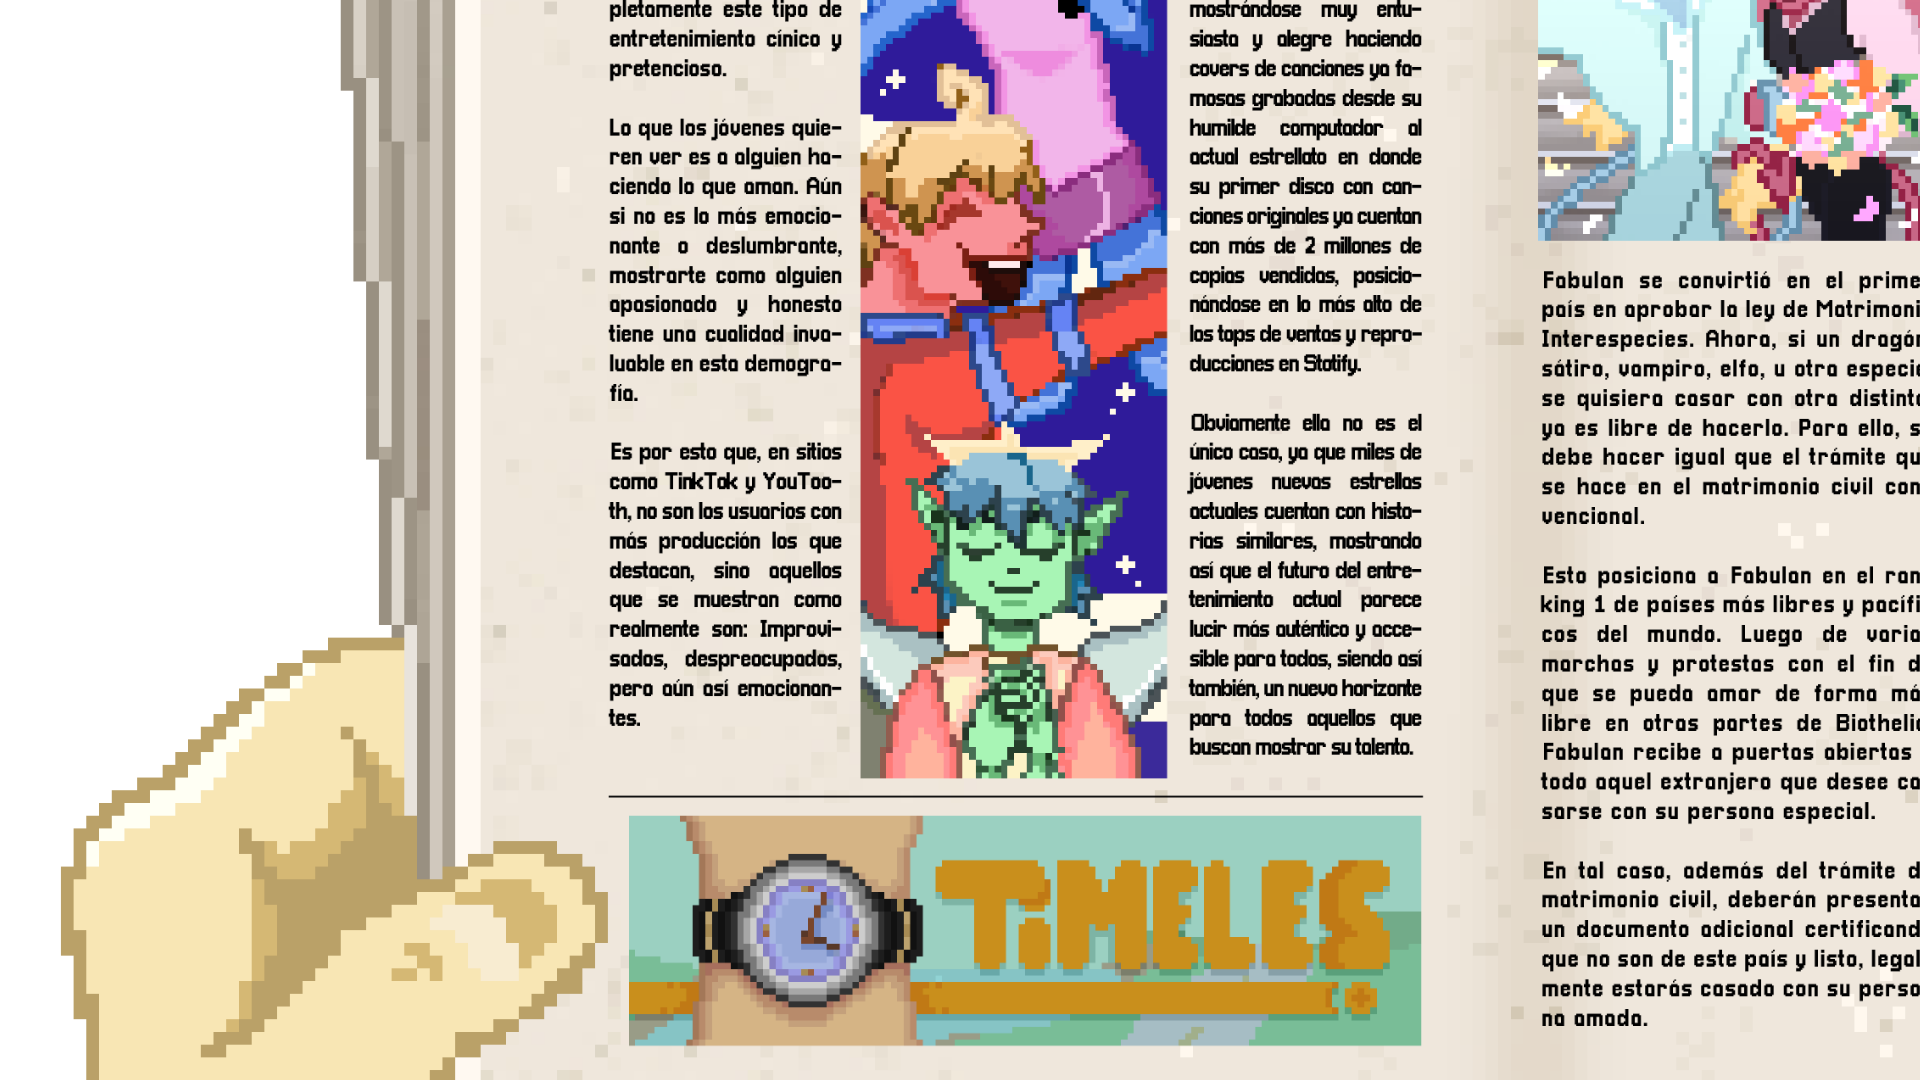 pletamente este tipo de
entretenimiento cínico y
pretencioso.
Lo que los jóvenes quie-
ren ver es a alguien ha-
ciendo lo que aman. Aún
si no es lo más emocio-
nante o deslumbrante,
mostrarte como alguien
apasionado y honesto
tiene una cualidad inva-
luable en esta demogra-
fía.
Es por esto que, en sitios
como TinkTok y YouToo-
th, no son los usuarios con
más producción los que
destacan, sino aquellos
que se muestran como
realmente son: Improvi-
sados, despreocupados,
pero aún así emocionan-
tes.
mostrándose muy entu-
siasta y alegre haciendo
covers de canciones ya fa-
mosas grabadas desde su
humilde computador al
actual estrellato en donde
su primer disco con can-
ciones originales ya cuentan
con más de 2 millones de
copias vendidas, posicio-
nándose en lo más alto de
los tops de ventas y repro-
ducciones en Statify.
Obviamente ella no es el
único caso, ya que miles de
jóvenes nuevas estrellas
actuales cuentan con histo-
rias similares, mostrando
así que el futuro del entre-
tenimiento actual parece
lucir más auténtico y acce-
sible para todos, siendo así
también, un nuevo horizonte
para todos aquellos que
buscan mostrar su talento.
TiMELES
Fabulan se convirtió en el prime
país en aprobar la ley de Matrimoni
Interespecies. Ahora, si un dragón
sátiro, vampiro, elfo, u otra especie
se quisiera casar con otra distinta
ya es libre de hacerlo. Para ello, s
debe hacer igual que el trámite qu
se hace en el matrimonio civil con
vencional.
Esto posiciona a Fabulan en el ran
king 1 de países más libres y pacífi
cos del mundo. Luego de varia
marchas y protestas con el fin d
que se pueda amar de forma má
libre en otras partes de Biothelia
Fabulan recibe a puertas abiertas
todo aquel extranjero que desee ca
sarse con su persona especial.
En tal caso, además del trámite d
matrimonio civil, deberán presenta
un documento adicional certificand
que no son de este país y listo, legal
mente estarás casado con su perso
na amada.